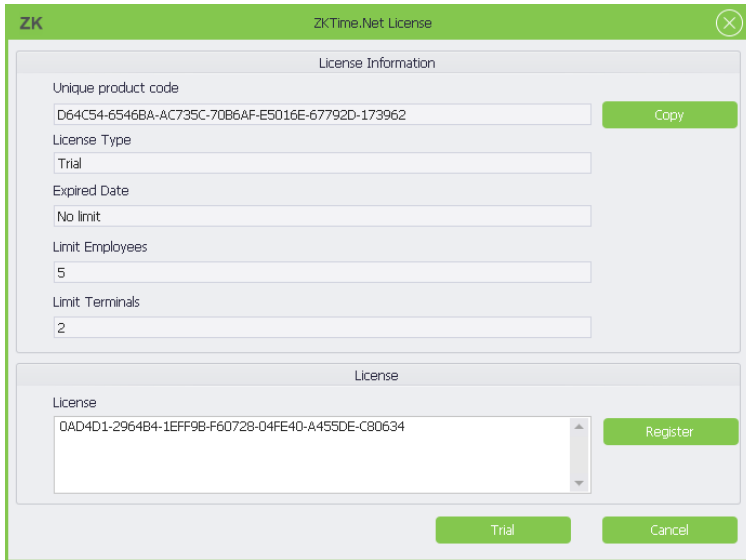 ZK
ZKTime.Net License
License Information
Unique product code
D64C54-6546BA-AC735C-70B6AF-E5016E-67792D-173962
Copy
License Type
Trial
Expired Date
No limit
Limit Employees
5
Limit Terminals
2
License
License
0AD4D1-2964B4-1EFF9B-F60728-04FE40-A455DE-C80634
Register
Trial
Cancel